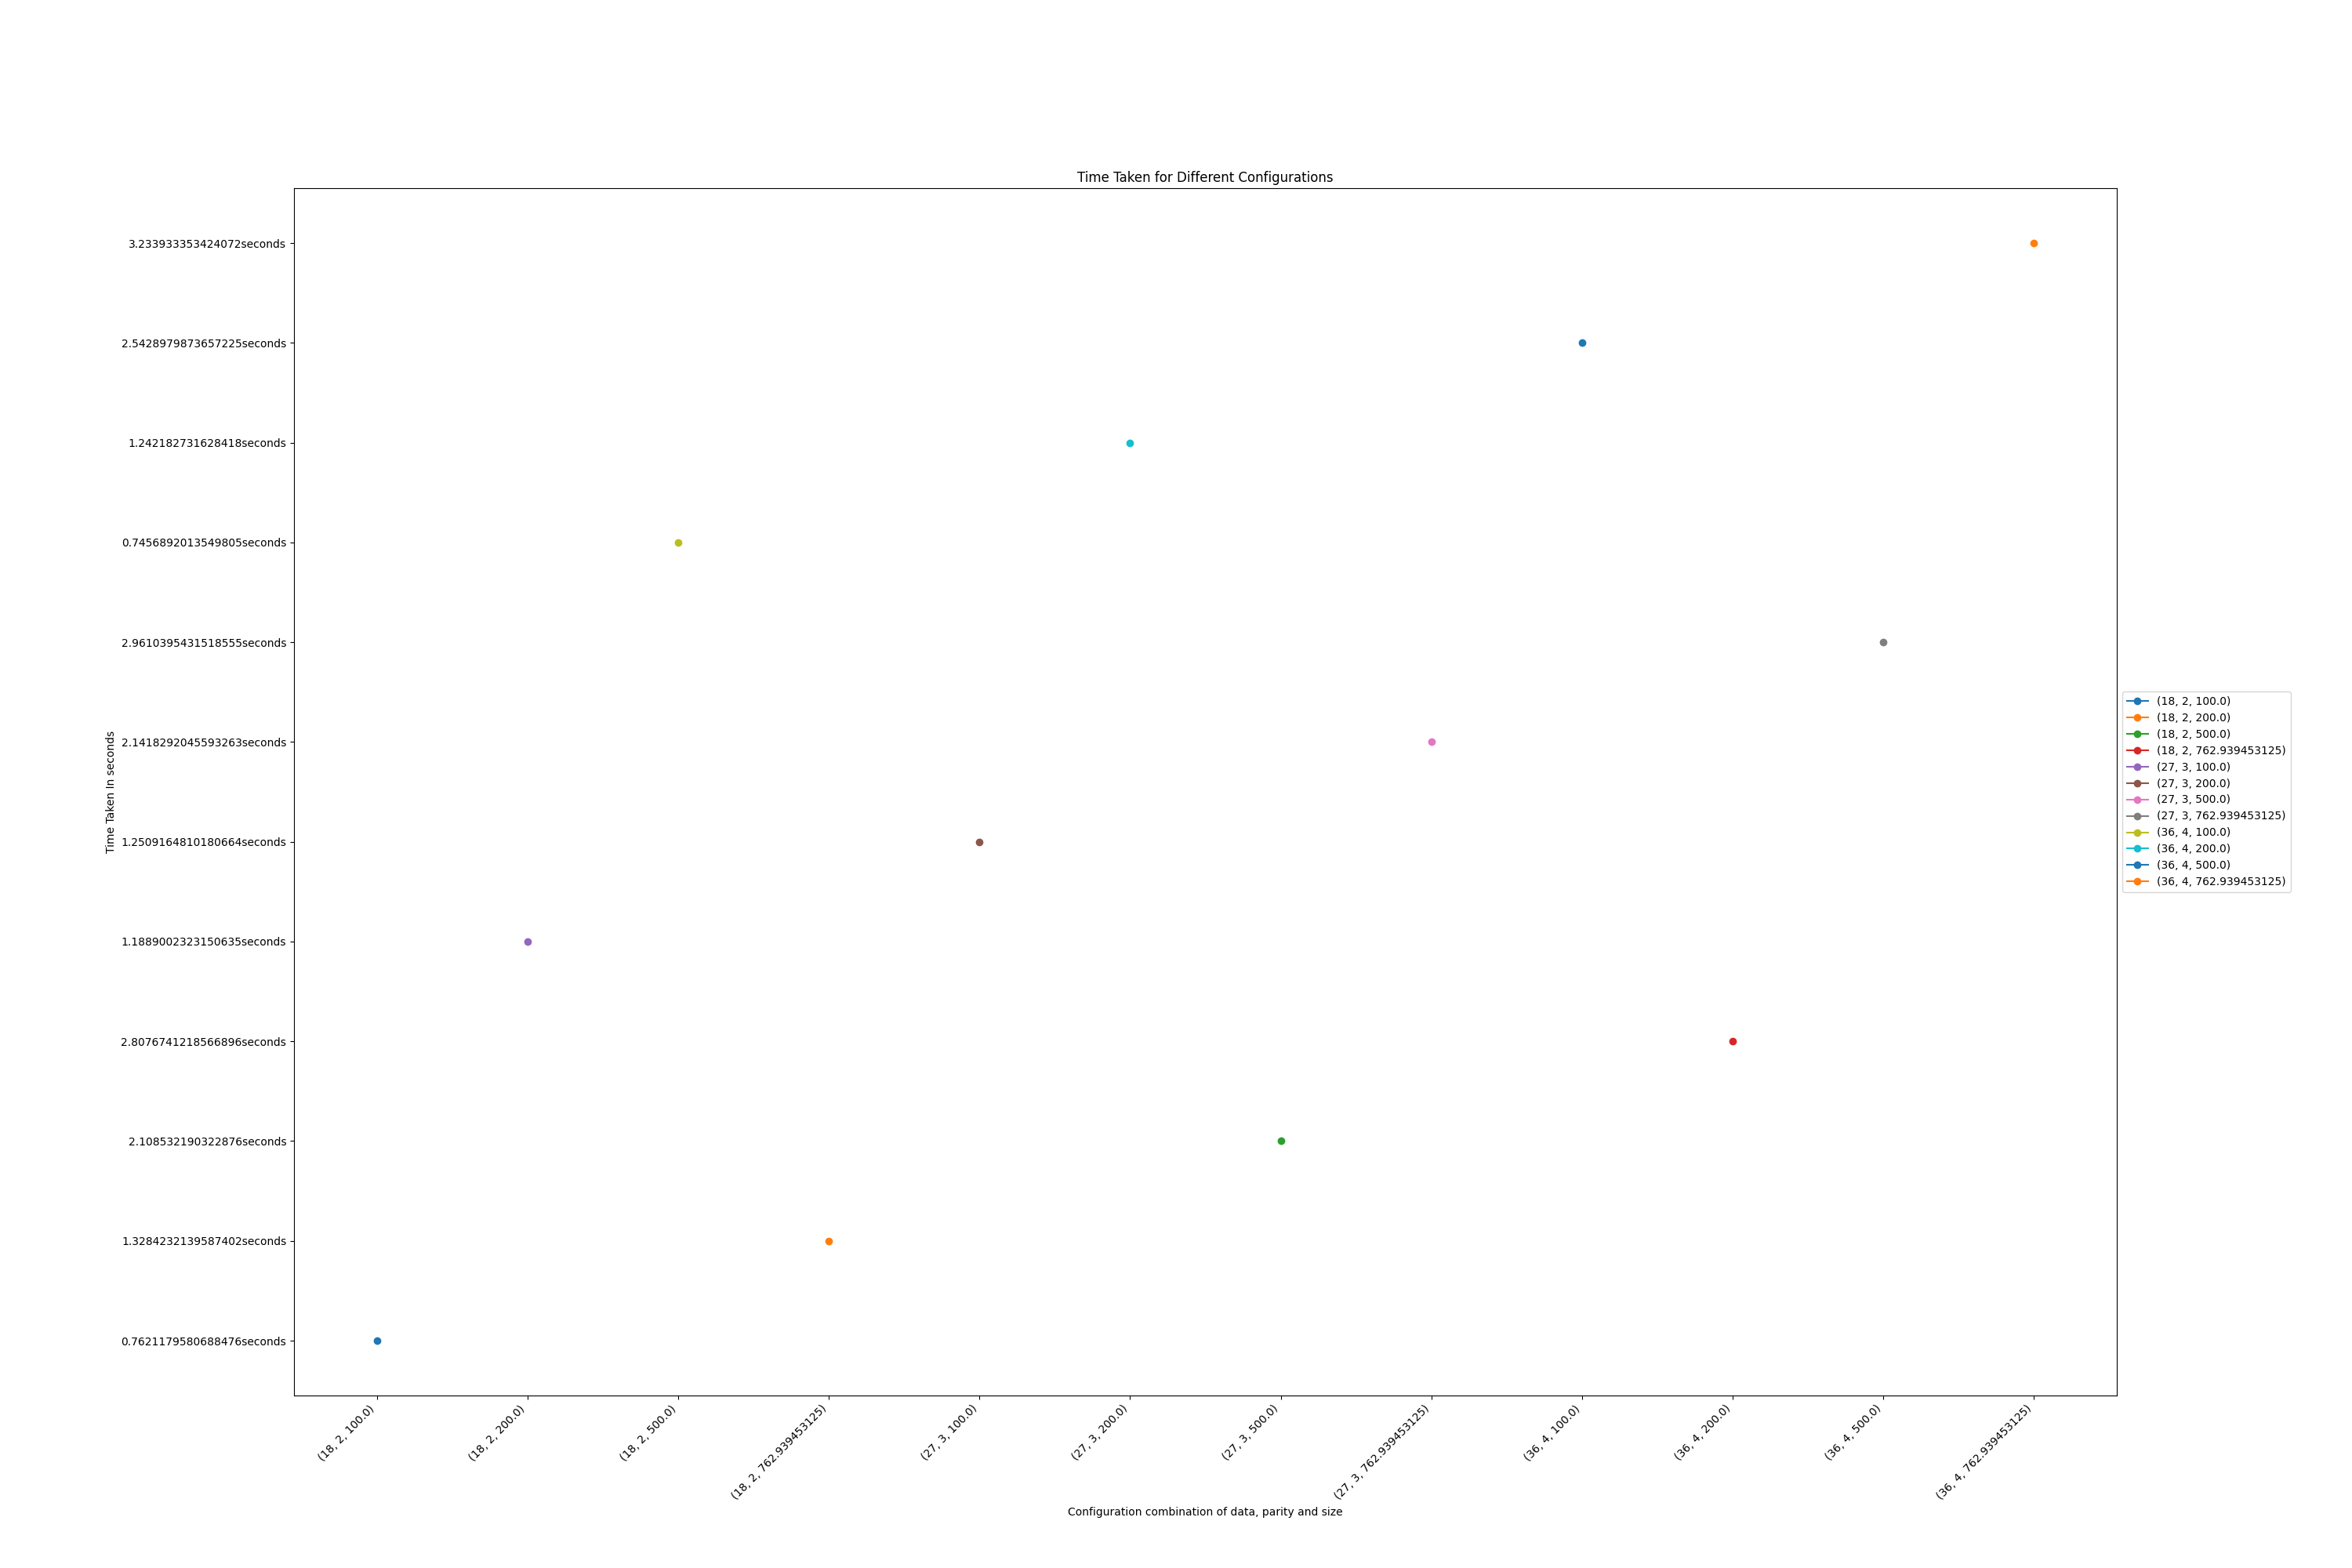 Time Taken for Different Configurations
3.233933353424072seconds
2.5428979873657225seconds
1.242182731628418seconds
0.7456892013549805seconds
2.9610395431518555seconds
2.1418292045593263seconds
1.2509164810180664seconds
1.1889002323150635seconds
2.8076741218566896seconds
2.108532190322876seconds
1.3284232139587402seconds
0.7621179580688476seconds
Time Taken In seconds
(18, 2, 100.0)
(18, 2, 200.0)
(18, 2, 500.0)
(18, 2, 762.939453125)
(27, 3, 100.0)
(27, 3, 200.0)
(27, 3, 500.0)
(27, 3, 762.939453125)
(36, 4, 100.0)
(36, 4, 200.0)
(36, 4, 500.0)
(36, 4, 762.939453125)
Configuration combination of data, parity and size
(18, 2, 100.0)
(18, 2, 200.0)
(18, 2, 500.0)
(18, 2, 762.939453125)
(27, 3, 100.0)
(27, 3, 200.0)
(27, 3, 500.0)
(27, 3, 762.939453125)
(36, 4, 100.0)
(36, 4, 200.0)
(36, 4, 500.0)
(36, 4, 762.939453125)